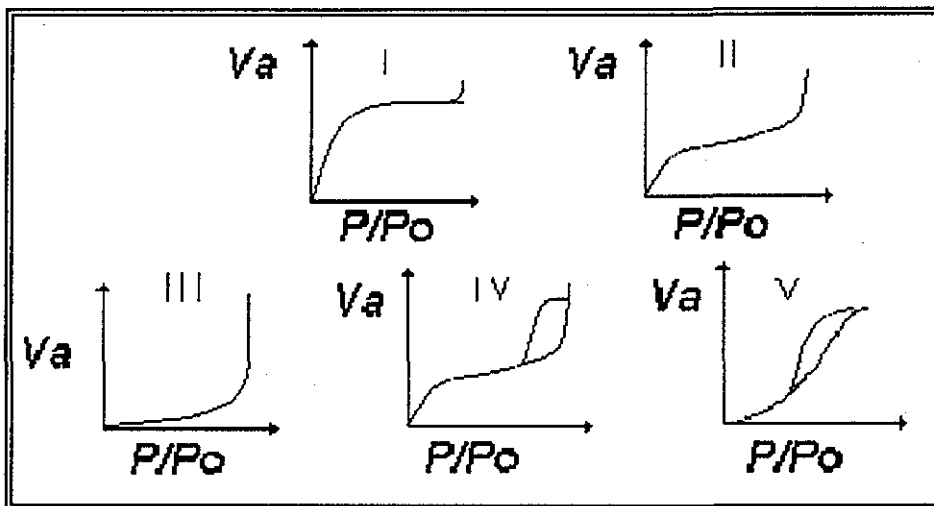 Va I
P/Po
Va II
P/Po
Va III
P/Po
Va IV
P/Po
Va V
P/Po